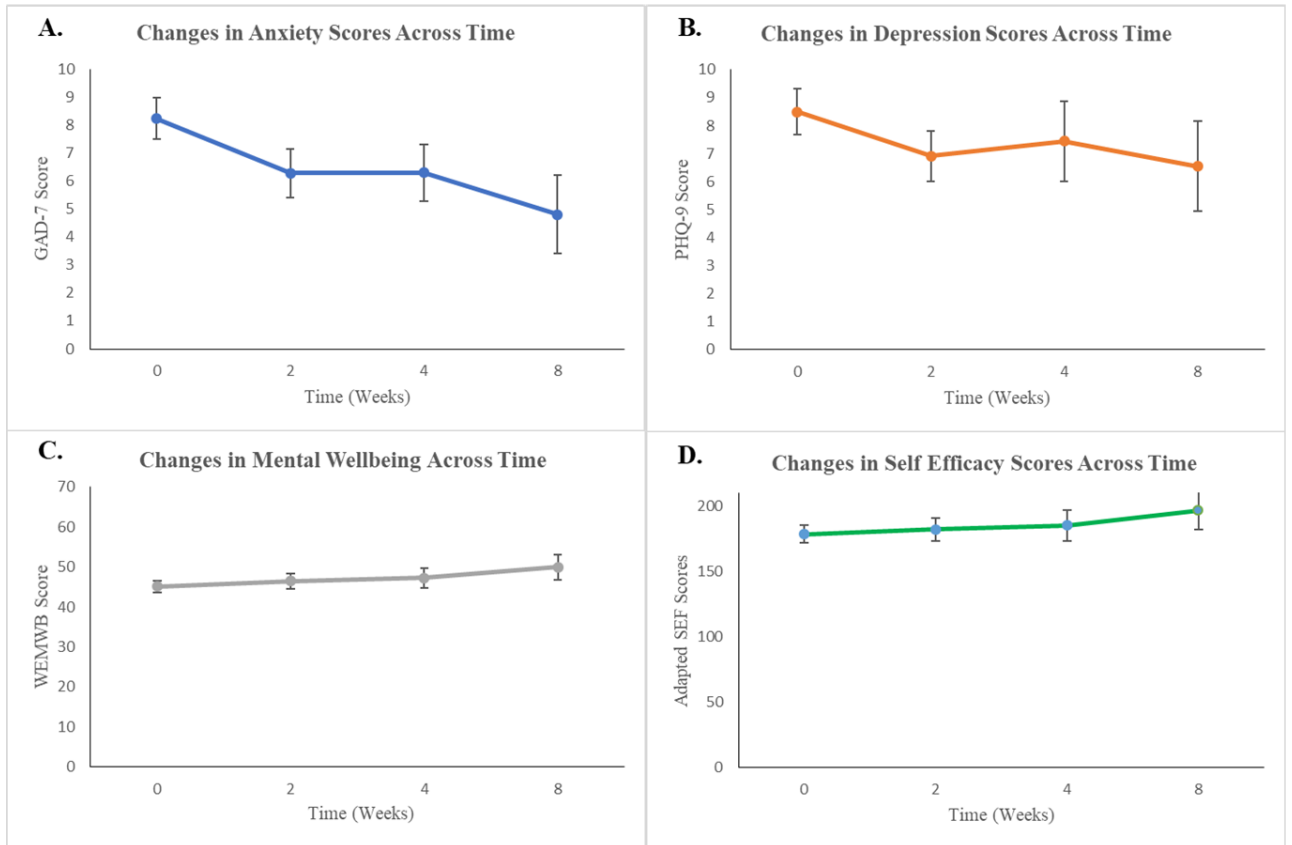 A.
Changes in Anxiety Scores Across Time
10
9
8
7
6
5
4
3
2
1
0
GAD-7 Score
0 2 4 8
Time (Weeks)
B.
Changes in Depression Scores Across Time
10
9
8
7
6
5
4
3
2
1
0
PHQ-9 Score
0 2 4 8
Time (Weeks)
C.
Changes in Mental Wellbeing Across Time
70
60
50
40
30
20
10
0
WEMWB Score
0 2 4 8
Time (Weeks)
D.
Changes in Self Efficacy Scores Across Time
200
150
100
50
0
Adapted SEF Scores
0 2 4 8
Time (Weeks)